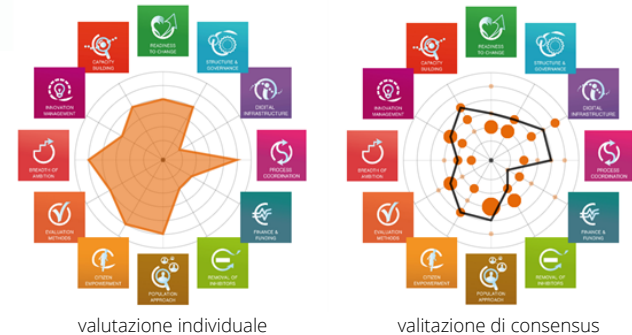 READINESS
TO CHANGE
STRUCTURE &
GOVERNANCE
DIGITAL
INFRASTRUCTURE
PROCESS
COORDINATION
FINANCE &
FUNDING
REMOVAL OF
INHIBITORS
POPULATION
APPROACH
CITIZEN
EMPOWERMENT
EVALUATION
METHODS
BREADTH OF
AMBITION
INNOVATION
MANAGEMENT
CAPACITY
BUILDING
valutazione individuale
READINESS
TO CHANGE
STRUCTURE &
GOVERNANCE
DIGITAL
INFRASTRUCTURE
PROCESS
COORDINATION
FINANCE &
FUNDING
REMOVAL OF
INHIBITORS
POPULATION
APPROACH
CITIZEN
EMPOWERMENT
EVALUATION
METHODS
BREADTH OF
AMBITION
INNOVATION
MANAGEMENT
CAPACITY
BUILDING
valitazione di consensus